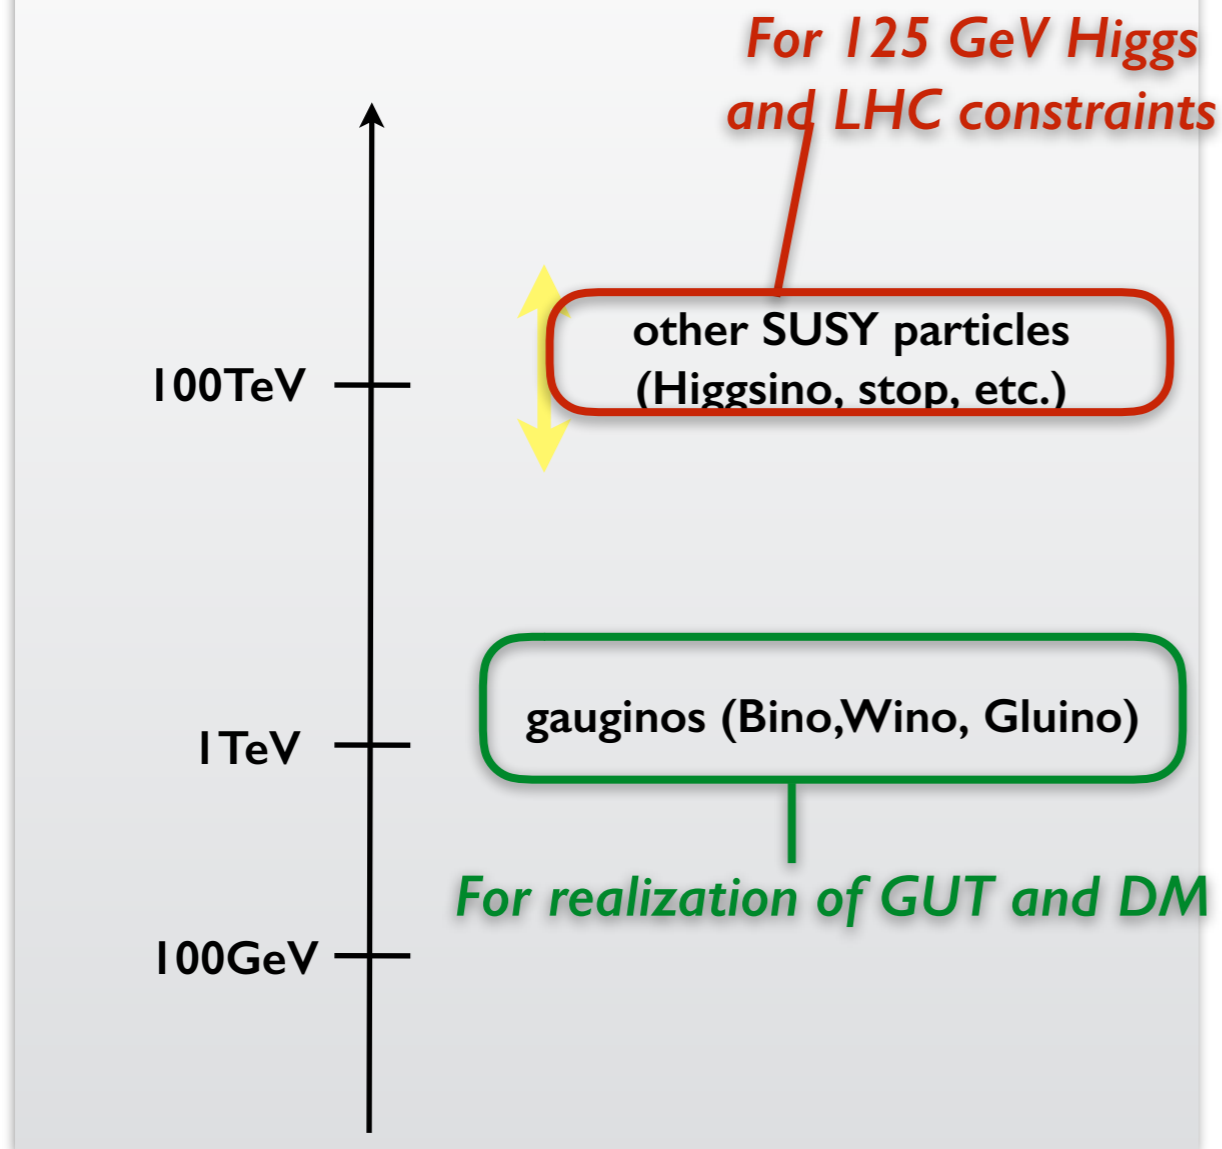 For 125 GeV Higgs
and LHC constraints
other SUSY particles
(Higgsino, stop, etc.)
100TeV
gauginos (Bino,Wino, Gluino)
1TeV
For realization of GUT and DM
100GeV